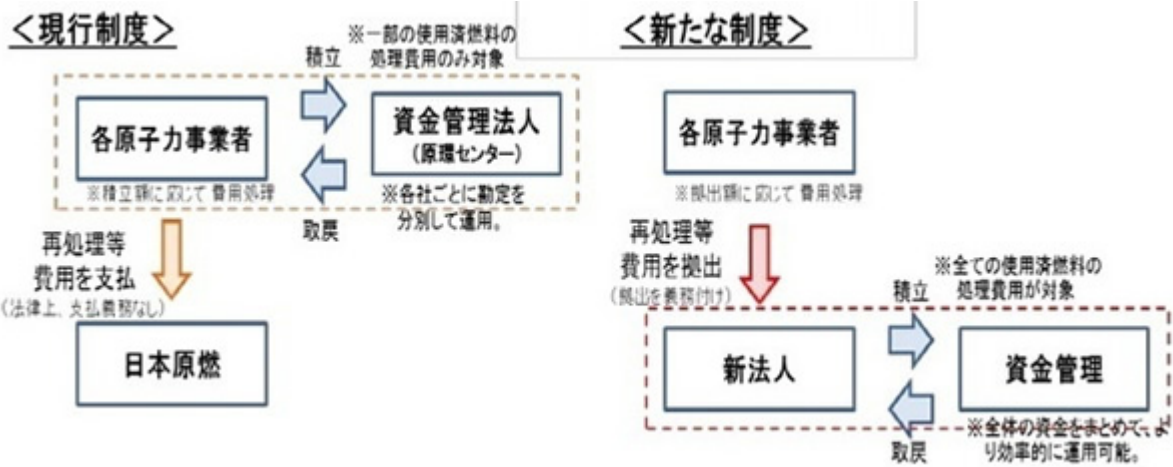 ＜現行制度＞
積立
※一部の使用済燃料の
処理費用のみ対象
各原子力事業者
※積立額に応じて費用処理
資金管理法人
（原環センター）
※各社ごとに勘定を
分別して運用。
取戻
再処理等
費用を支払
（法律上、支払義務なし）
日本原燃
＜新たな制度＞
各原子力事業者
※拠出額に応じて費用処理
再処理等
費用を拠出
（拠出を義務付け）
積立
※全ての使用済燃料の
処理費用が対象
新法人
資金管理
取戻
※全体の資金をまとめて、よ
り効率的に運用可能。